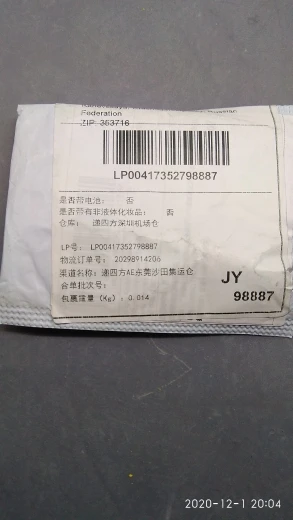 Federation
ZIP: 353716
LP00417352798887
是否带电池: 否
是否带有非液体化妆品: 否
仓库: 递四方深圳机场仓
LP号: LP00417352798887
物流订单号: 20298914206
渠道名称: 递四方AE东莞沙田集运仓
合单批次号:
包裹重量 (Kg): 0.014
JY
98887
2020-12-1 20:04